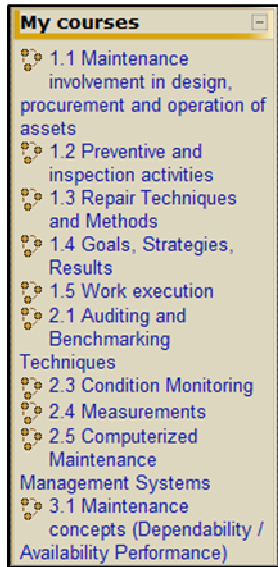 My courses
1.1 Maintenance
involvement in design,
procurement and operation of
assets
1.2 Preventive and
inspection activities
1.3 Repair Techniques
and Methods
1.4 Goals, Strategies,
Results
1.5 Work execution
2.1 Auditing and
Benchmarking
Techniques
2.3 Condition Monitoring
2.4 Measurements
2.5 Computerized
Maintenance
Management Systems
3.1 Maintenance
concepts (Dependability /
Availability Performance)